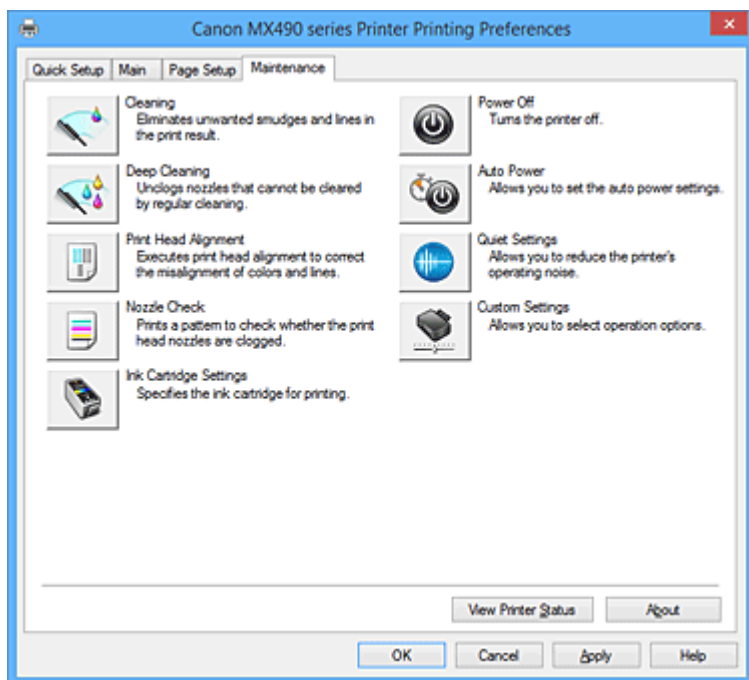 Canon MX490 series Printer Printing Preferences
Quick Setup Main Page Setup Maintenance
Cleaning
Eliminates unwanted smudges and lines in
the print result.
Deep Cleaning
Unclogs nozzles that cannot be cleared
by regular cleaning.
Print Head Alignment
Executes print head alignment to correct
the misalignment of colors and lines.
Nozzle Check
Prints a pattern to check whether the print
head nozzles are clogged.
Ink Cartridge Settings
Specifies the ink cartridge for printing.
Power Off
Turns the printer off.
Auto Power
Allows you to set the auto power settings.
Quiet Settings
Allows you to reduce the printer's
operating noise.
Custom Settings
Allows you to select operation options.
View Printer Status About
OK Cancel Apply Help